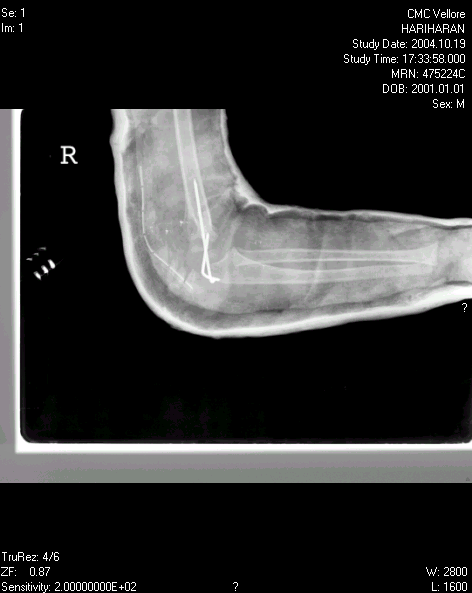 Se: 1
Im: 1
CMC Vellore
HARIHARAN
Study Date: 2004.10.19
Study Time: 17:33:58.000
MRN: 475224C
DOB: 2001.01.01
Sex: M
R
?
TruRez: 4/6
ZF: 0.87
Sensitivity: 2.00000000E+02
?
W: 2800
L: 1600